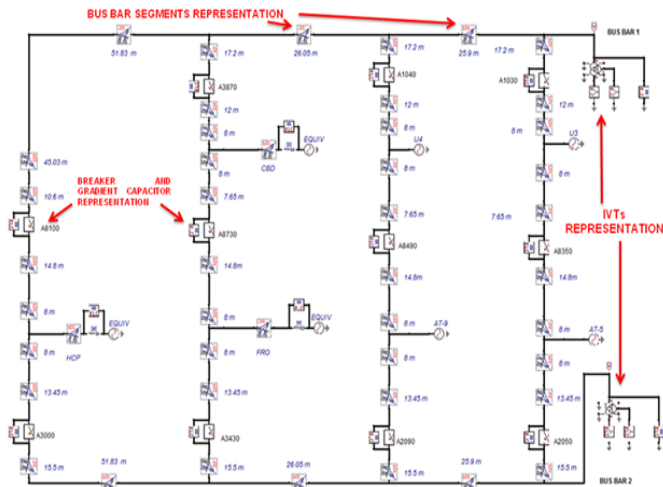 BUS BAR SEGMENTS REPRESENTATION
BUS BAR 1
51.83 m
17.2 m
26.05 m
17.2 m
25.9 m
17.2 m
A3870
A1040
A1030
12 m
12 m
12 m
8 m
8 m
8 m
EQUIV
U4
U3
CBD
45.03 m
8 m
8 m
8 m
BREAKER AND
GRADIENT CAPACITOR
REPRESENTATION
IVTs
REPRESENTATION
10.6 m
7.65 m
7.65 m
7.65 m
A8100
A8730
A8490
A8350
14.8 m
14.8m
14.8m
14.8m
8 m
8 m
8 m
8 m
EQUIV
EQUIV
AT-9
AT-5
HCP
FRO
8 m
8 m
8 m
8 m
13.45 m
13.45 m
13.45 m
13.45 m
A3000
A3430
A2090
A2050
15.5 m
51.83 m
15.5 m
26.05 m
15.5 m
25.9 m
15.5 m
BUS BAR 2